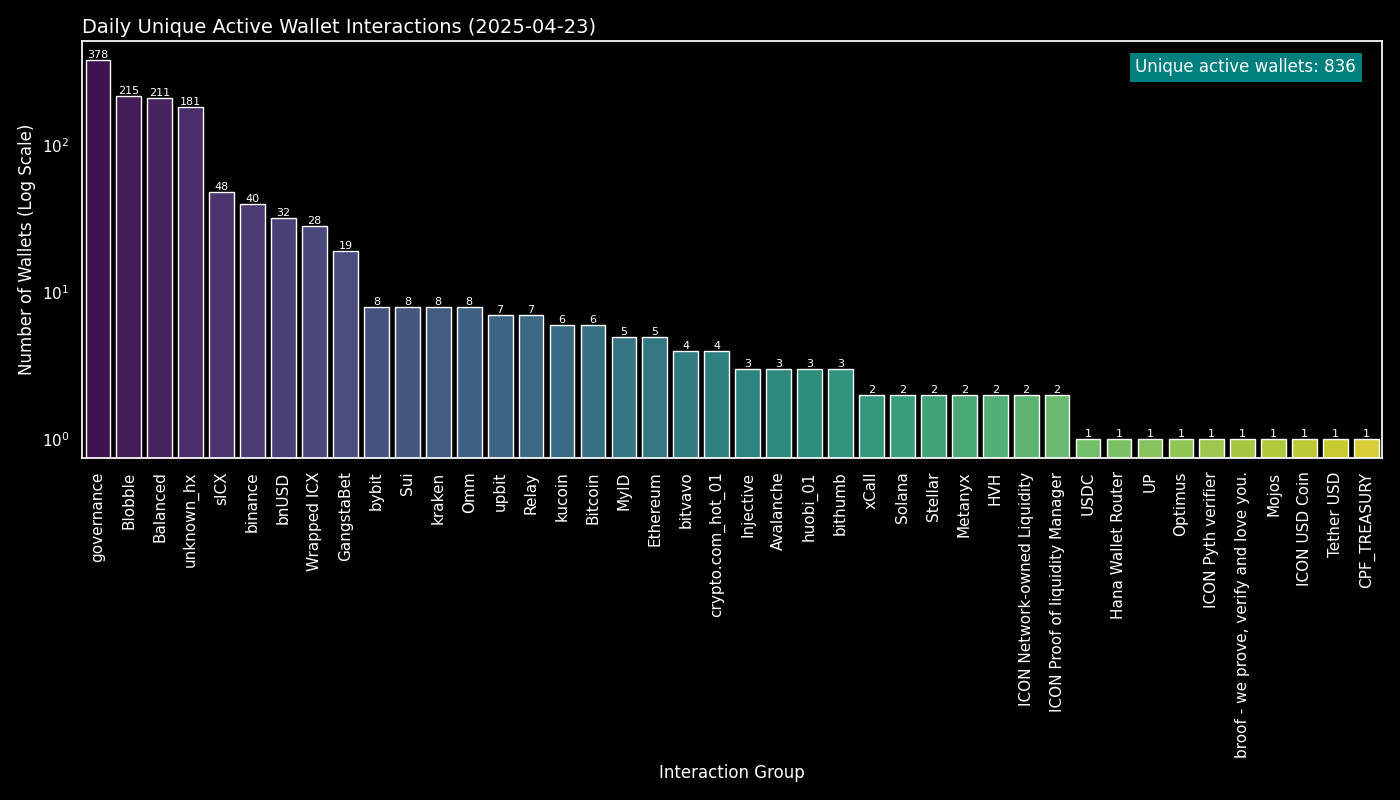 Daily Unique Active Wallet Interactions (2025-04-23)
Unique active wallets: 836
Number of Wallets (Log Scale)
10²
10¹
10⁰
378
215
211
181
48
40
32
28
19
8
8
8
8
7
7
6
6
5
5
4
4
3
3
3
3
2
2
2
2
2
2
2
1
1
1
1
1
1
1
1
1
1
governance
Blobble
Balanced
unknown_hx
sICX
binance
bnUSD
Wrapped ICX
GangstaBet
bybit
Sui
kraken
Omm
upbit
Relay
kucoin
Bitcoin
MyID
Ethereum
bitvavo
crypto.com_hot_01
Injective
Avalanche
huobi_01
bithumb
xCall
Solana
Stellar
Metanyx
HVH
ICON Network-owned Liquidity
ICON Proof of liquidity Manager
USDC
Hana Wallet Router
UP
Optimus
ICON Pyth verifier
broof - we prove, verify and love you.
Mojos
ICON USD Coin
Tether USD
CPF_TREASURY
Interaction Group